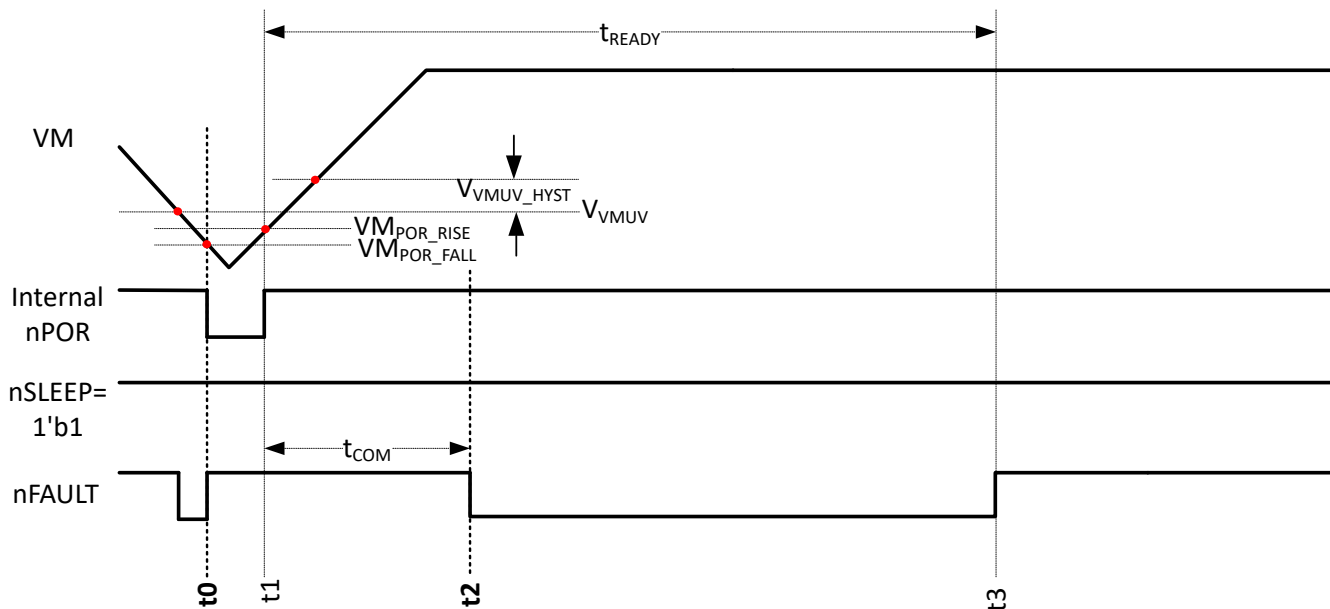 tREADY
VM
VVMUV_HYST
VVMUV
VMPOR_RISE
VMPOR_FALL
Internal
nPOR
nSLEEP=
1'b1
tCOM
nFAULT
t0
t1
t2
t3